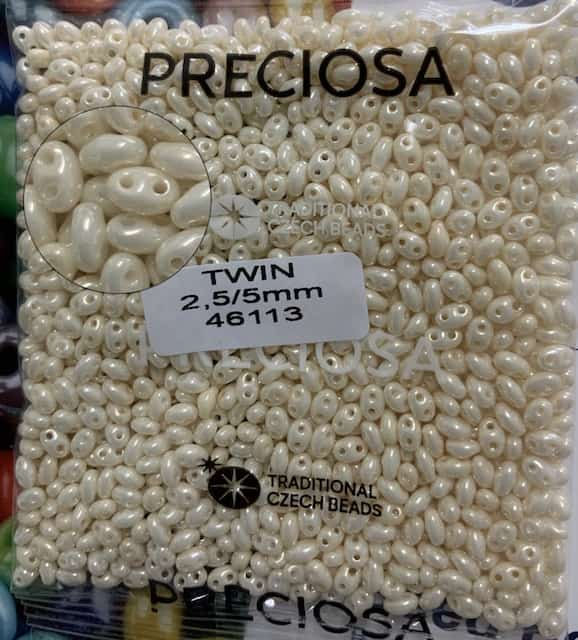 PRECIOSA
TRADITIONAL
CZECH BEADS
TWIN
2,5/5mm
46113
PRECIOSA
TRADITIONAL
CZECH BEADS
PRECIOSA